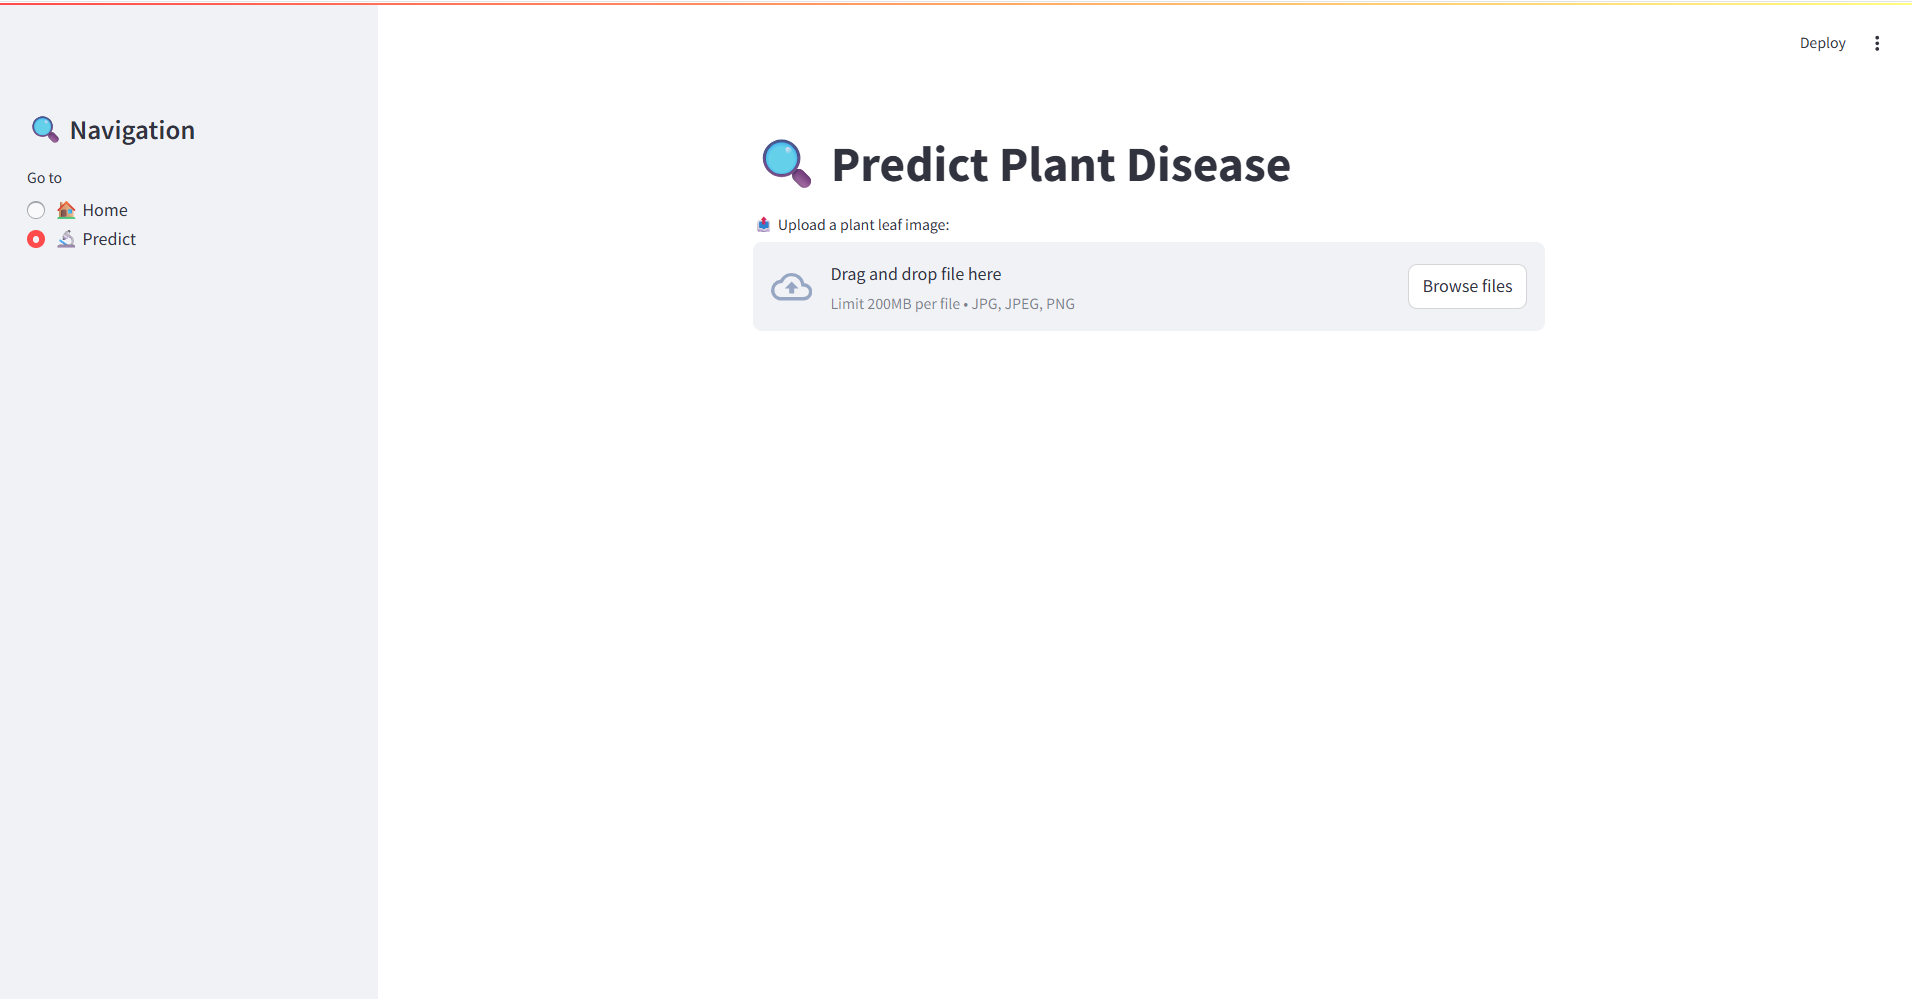 Deploy
Navigation
Go to
Home
Predict
Predict Plant Disease
Upload a plant leaf image:
Drag and drop file here
Limit 200MB per file • JPG, JPEG, PNG
Browse files